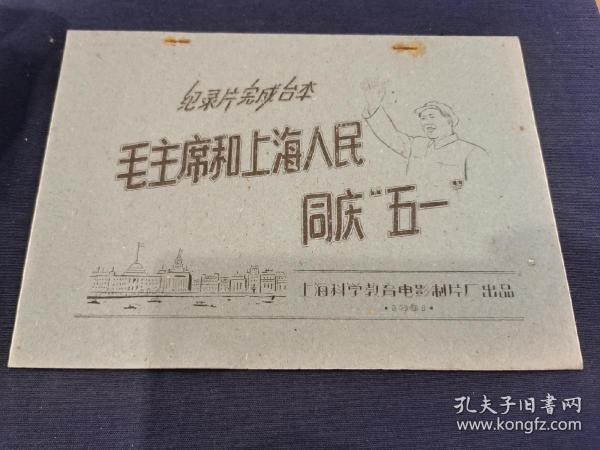 纪录片完成台本
毛主席和上海人民
同庆“五一”
上海科学教育电影制片厂出品
孔夫子旧书网
www.kongfz.com